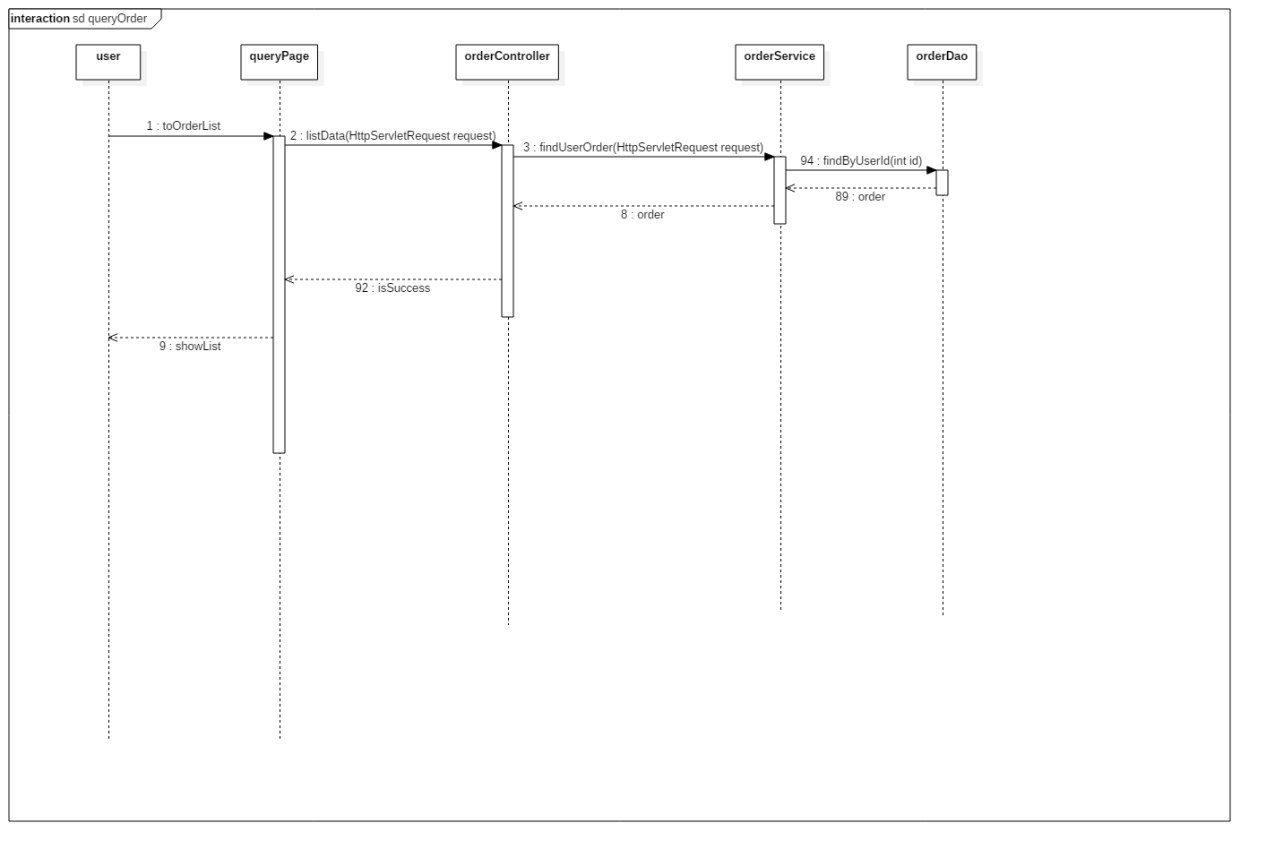 interaction sd queryOrder
user
queryPage
orderController
orderService
orderDao
1 : toOrderList
2 : listData(HttpServletRequest request)
3 : findUserOrder(HttpServletRequest request)
94 : findByUserId(int id)
89 : order
8 : order
92 : isSuccess
9 : showList